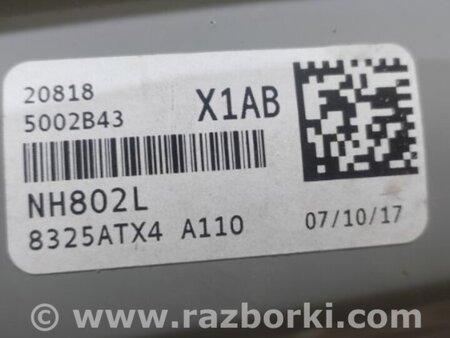 20818
5002B43
X1AB
NH802L
8325ATX4 A110
07/10/17
© www.razborki.com